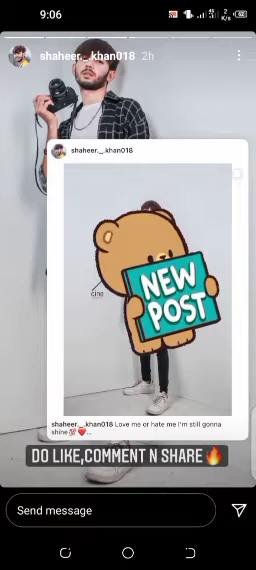 9:06
shaheer._.khan018 2h
shaheer._.khan018
NEW
POST
shaheer._.khan018 Love me or hate me I'm still gonna
shine💯❤️...
DO LIKE,COMMENT N SHARE🔥
Send message